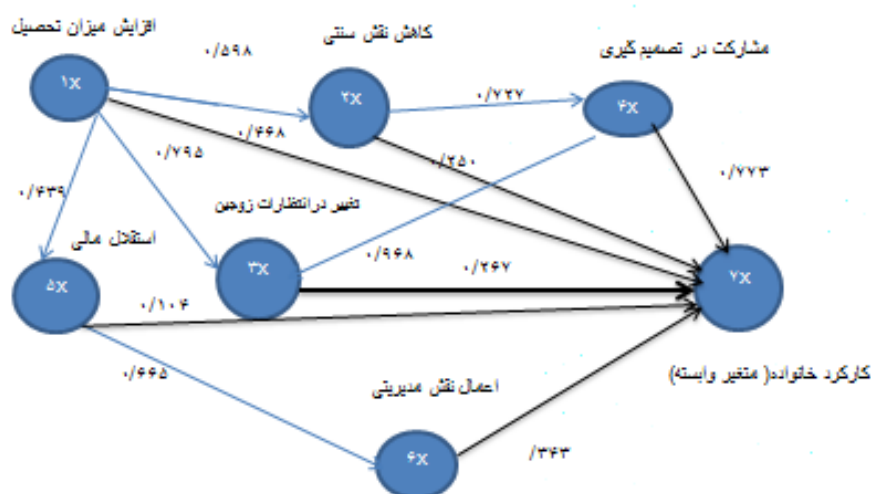 افزایش میزان تحصیل
کاهش نقش سنتی
مشارکت در تصمیم گیری
۰/۵۹۸
۱X
۲X
۴X
۰/۷۲۷
۰/۴۶۸
۰/۲۵۰
۰/۷۹۵
۰/۷۷۳
۰/۴۳۹
تغییر درانتظارات زوجین
استقلال مالی
۰/۹۶۸
۰/۲۶۷
۳X
۵X
۷X
۰/۱۰۴
۰/۶۶۵
اعمال نقش مدیریتی
کارکرد خانواده( متغیر وابسته)
۶X
/۳۴۳